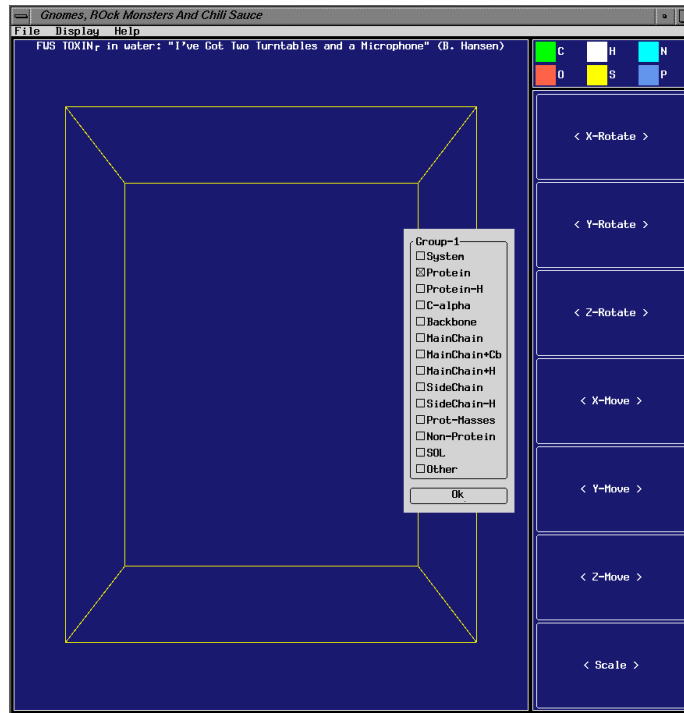 Gnomes, ROck Monsters And Chili Sauce
File Display Help
FWS TOXINr in water: "I've Got Two Turntables and a Microphone" (B. Hansen)
C H N
O S P
< X-Rotate >
< Y-Rotate >
< Z-Rotate >
< X-Move >
< Y-Move >
< Z-Move >
< Scale >
Group-1
System
Protein
Protein-H
C-alpha
Backbone
MainChain
MainChain+Cb
MainChain+H
SideChain
SideChain-H
Prot-Masses
Non-Protein
SOL
Other
Ok